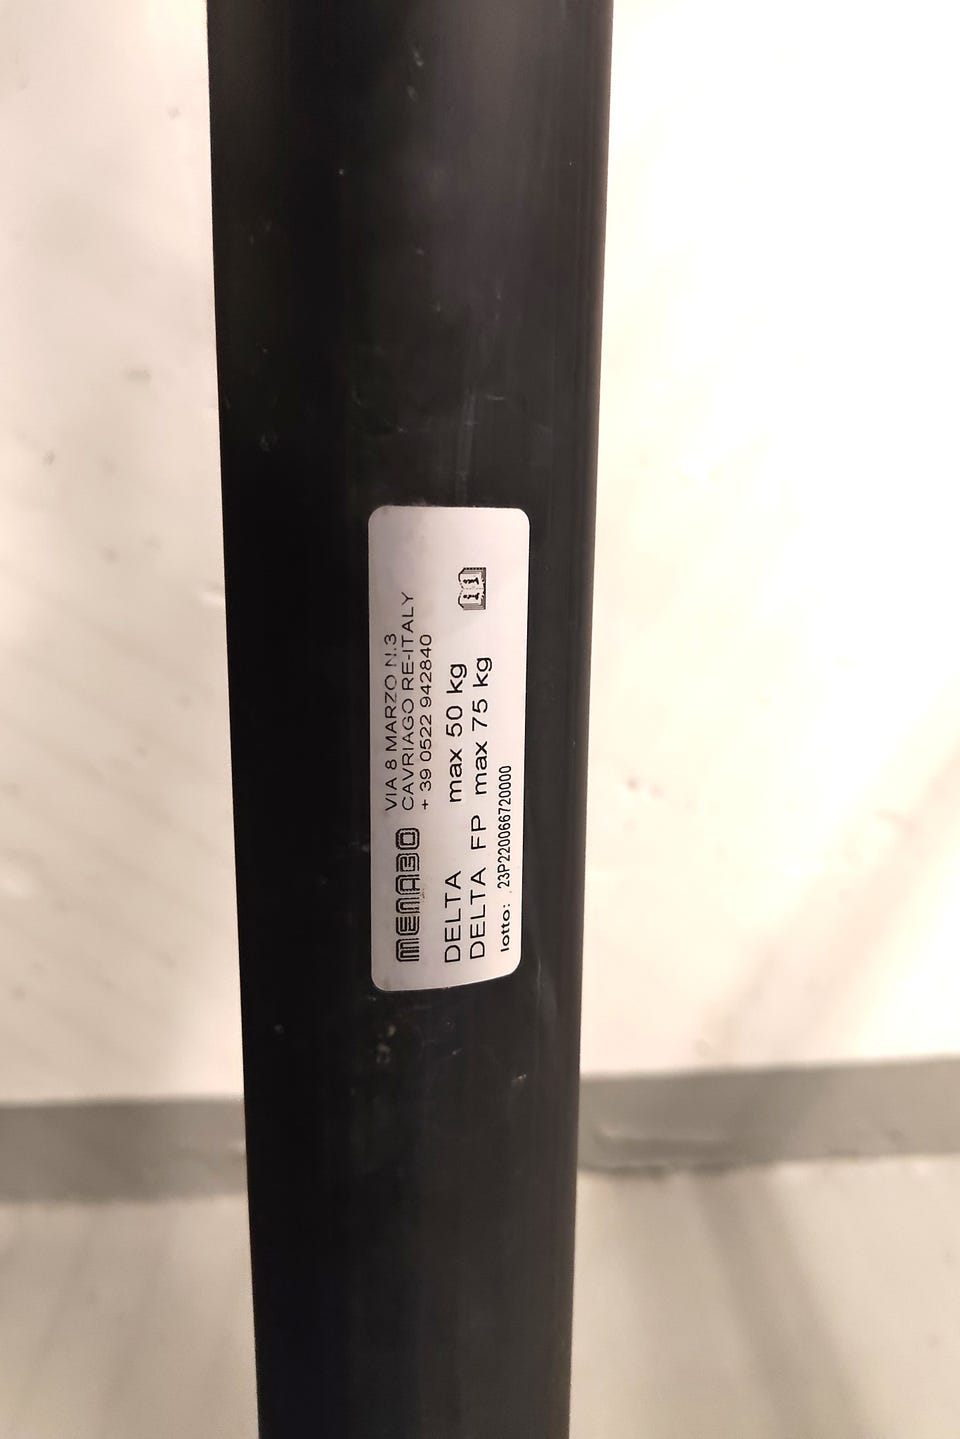 MENABO
VIA 8 MARZO N.3
CAVRIAGO RE-ITALY
+ 39 0522 942840
DELTA max 50 kg
DELTA FP max 75 kg
lotto: 23P220066720000